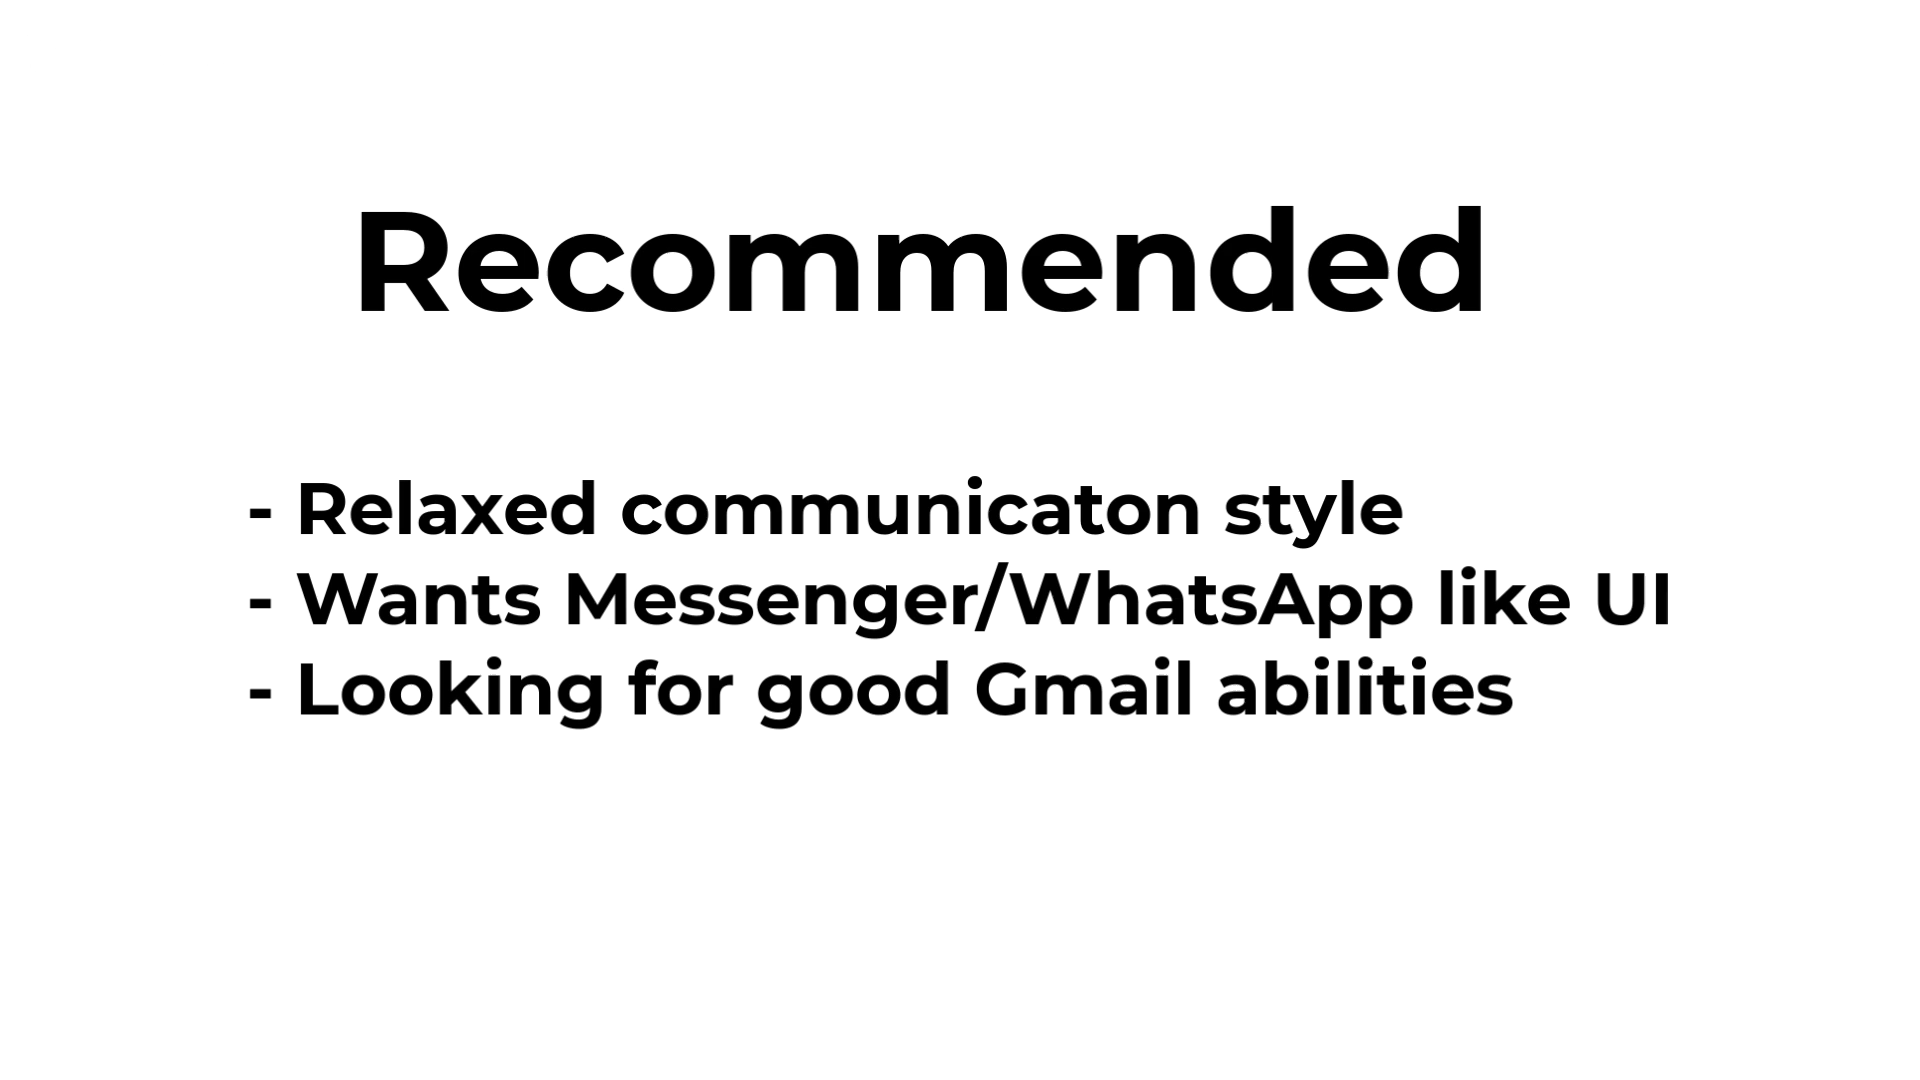 Recommended
- Relaxed communicaton style
- Wants Messenger/WhatsApp like UI
- Looking for good Gmail abilities